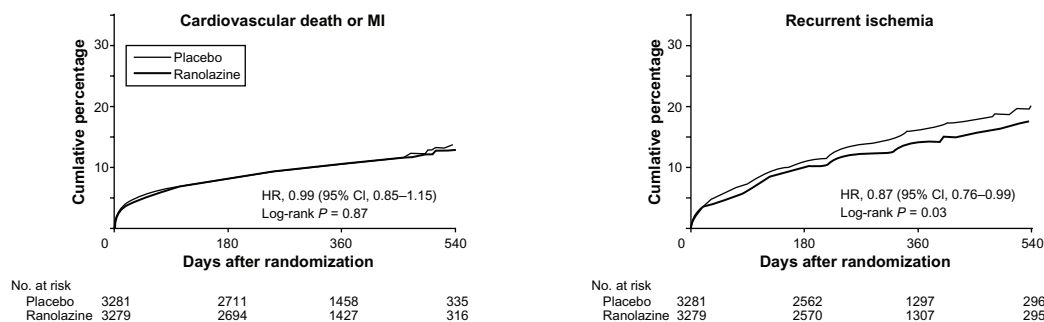 Cardiovascular death or MI
Cumlative percentage
30
20
10
Placebo
Ranolazine
HR, 0.99 (95% CI, 0.85–1.15)
Log-rank P = 0.87
0 180 360 540
Days after randomization
No. at risk
Placebo 3281 2711 1458 335
Ranolazine 3279 2694 1427 316
Recurrent ischemia
Cumlative percentage
30
20
10
HR, 0.87 (95% CI, 0.76–0.99)
Log-rank P = 0.03
0 180 360 540
Days after randomization
No. at risk
Placebo 3281 2562 1297 296
Ranolazine 3279 2570 1307 295